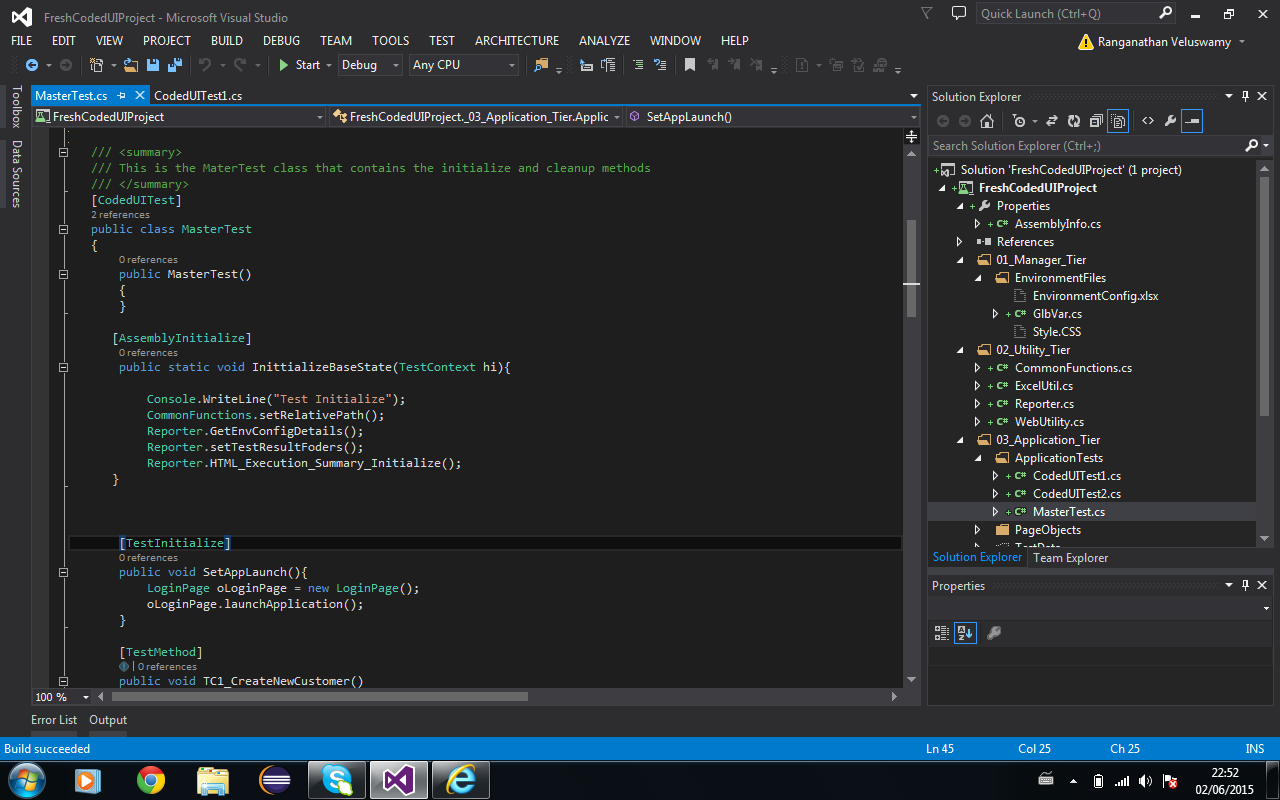 FreshCodedUIProject - Microsoft Visual Studio
Quick Launch (Ctrl+Q)
FILE EDIT VIEW PROJECT BUILD DEBUG TEAM TOOLS TEST ARCHITECTURE ANALYZE WINDOW HELP
Ranganathan Veluswamy
Start Debug Any CPU
Toolbox
Data Sources
MasterTest.cs CodedUITest1.cs
FreshCodedUIProject FreshCodedUIProject._03_Application_Tier.Applic SetAppLaunch()
/// <summary>
/// This is the MaterTest class that contains the initialize and cleanup methods
/// </summary>
[CodedUITest]
2 references
public class MasterTest
{
0 references
public MasterTest()
{
}
[AssemblyInitialize]
0 references
public static void InittializeBaseState(TestContext hi){
Console.WriteLine("Test Initialize");
CommonFunctions.setRelativePath();
Reporter.GetEnvConfigDetails();
Reporter.setTestResultFoders();
Reporter.HTML_Execution_Summary_Initialize();
}
[TestInitialize]
0 references
public void SetAppLaunch(){
LoginPage oLoginPage = new LoginPage();
oLoginPage.launchApplication();
}
[TestMethod]
0 references
public void TC1_CreateNewCustomer()
100 %
Solution Explorer
Search Solution Explorer (Ctrl+;)
Solution 'FreshCodedUIProject' (1 project)
FreshCodedUIProject
Properties
AssemblyInfo.cs
References
01_Manager_Tier
EnvironmentFiles
EnvironmentConfig.xlsx
GlbVar.cs
Style.CSS
02_Utility_Tier
CommonFunctions.cs
ExcelUtil.cs
Reporter.cs
WebUtility.cs
03_Application_Tier
ApplicationTests
CodedUITest1.cs
CodedUITest2.cs
MasterTest.cs
PageObjects
TestData
Solution Explorer Team Explorer
Properties
Error List Output
Build succeeded Ln 45 Col 25 Ch 25 INS
22:52
02/06/2015